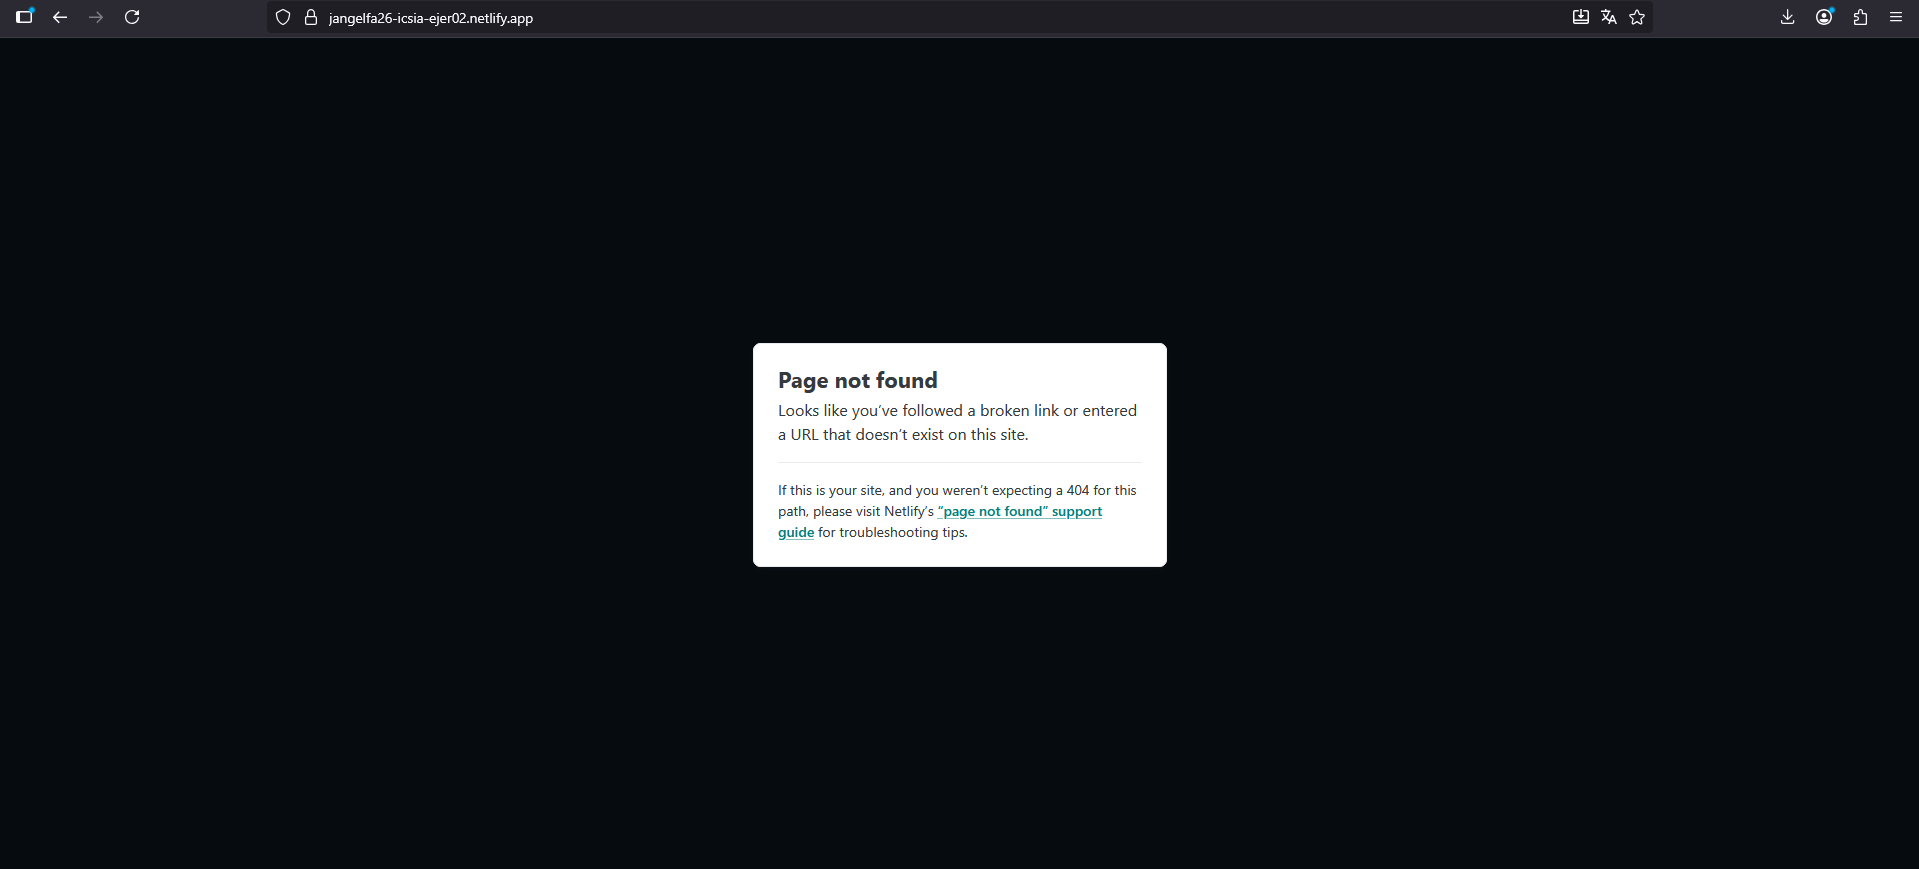 jangelfa26-icsia-ejer02.netlify.app
Page not found
Looks like you’ve followed a broken link or entered
a URL that doesn’t exist on this site.
If this is your site, and you weren’t expecting a 404 for this
path, please visit Netlify’s “page not found” support
guide for troubleshooting tips.